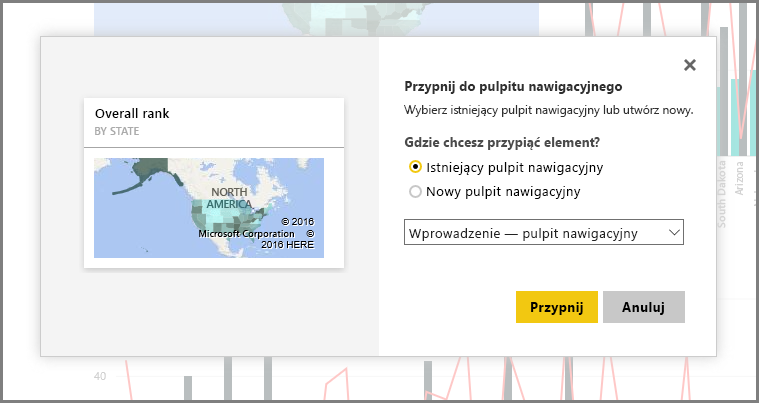 Przypnij do pulpitu nawigacyjnego
Wybierz istniejący pulpit nawigacyjny lub utwórz nowy.
Overall rank
BY STATE
Gdzie chcesz przypiąć element?
Istniejący pulpit nawigacyjny
Nowy pulpit nawigacyjny
NORTH
AMERICA
© 2016
Microsoft Corporation ©
2016 HERE
Wprowadzenie — pulpit nawigacyjny
Przypnij
Anuluj
South Dakota
Arizona
40